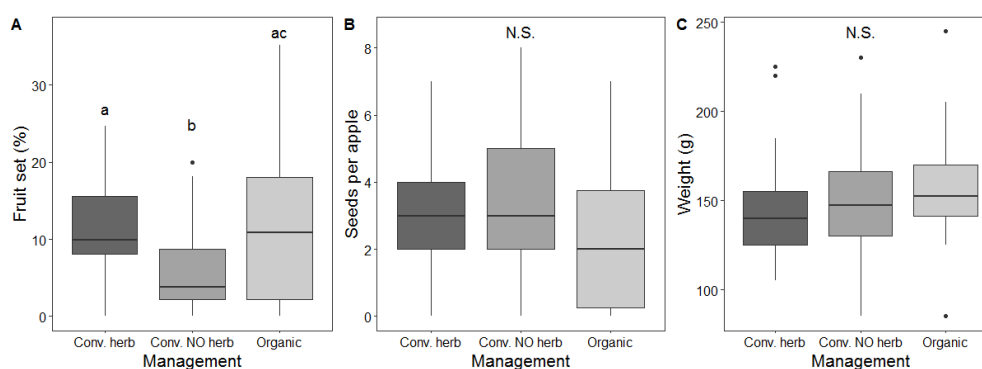 A
Fruit set (%)
30
20
10
0
a
b
ac
Conv. herb
Conv. NO herb
Organic
Management
B
Seeds per apple
8
6
4
2
0
N.S.
Conv. herb
Conv. NO herb
Organic
Management
C
Weight (g)
250
200
150
100
N.S.
Conv. herb
Conv. NO herb
Organic
Management